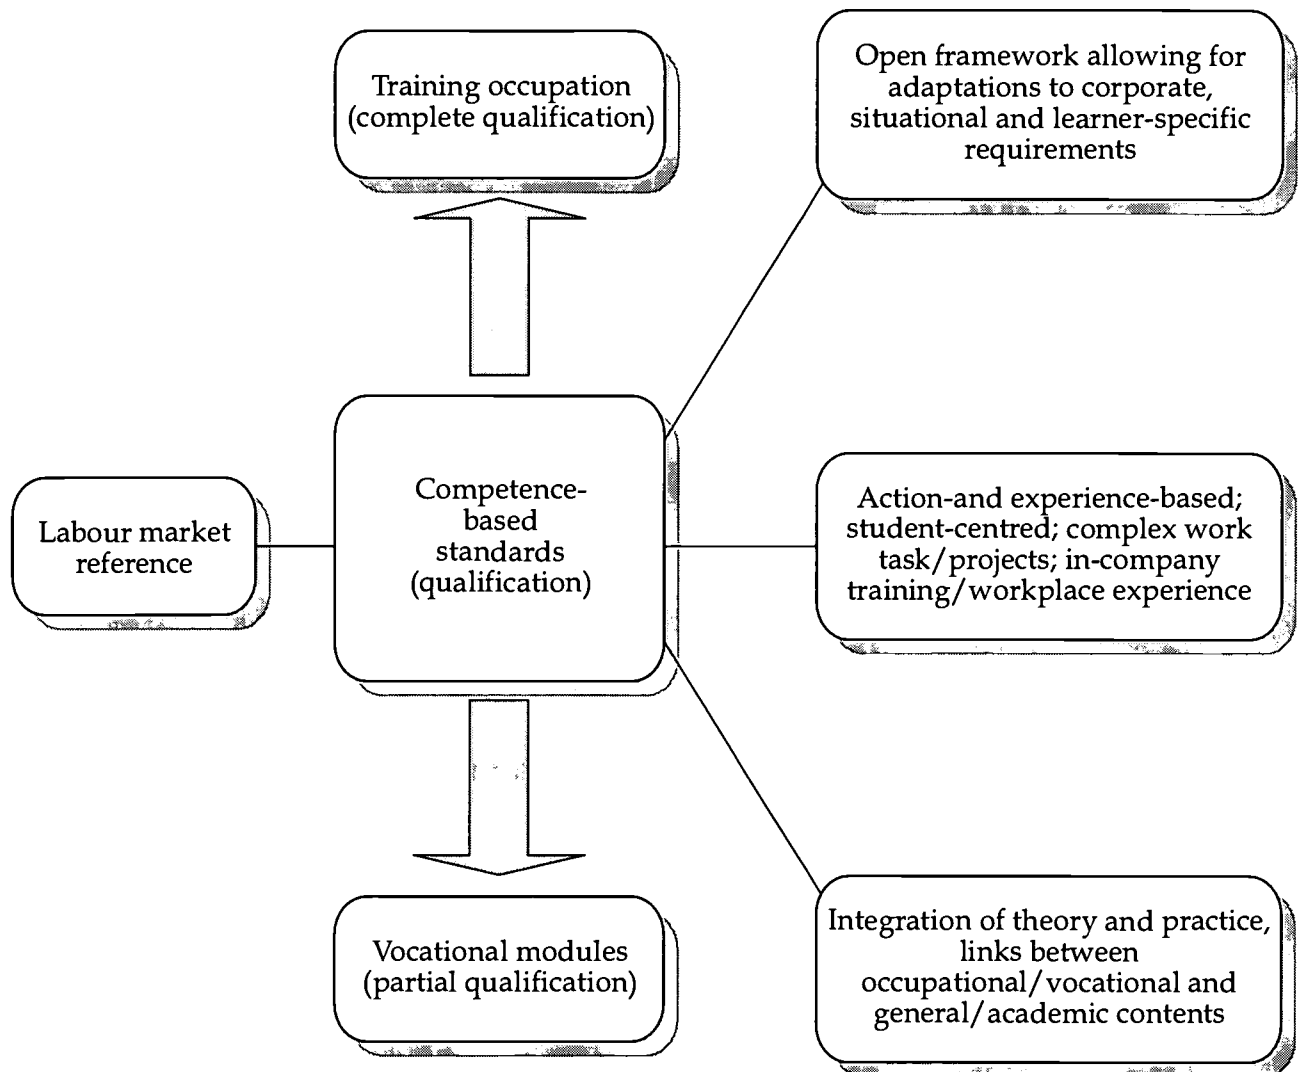 Training occupation
(complete qualification)
Open framework allowing for
adaptations to corporate,
situational and learner-specific
requirements
Labour market
reference
Competence-
based
standards
(qualification)
Action-and experience-based;
student-centred; complex work
task/projects; in-company
training/workplace experience
Vocational modules
(partial qualification)
Integration of theory and practice,
links between
occupational/vocational and
general/academic contents